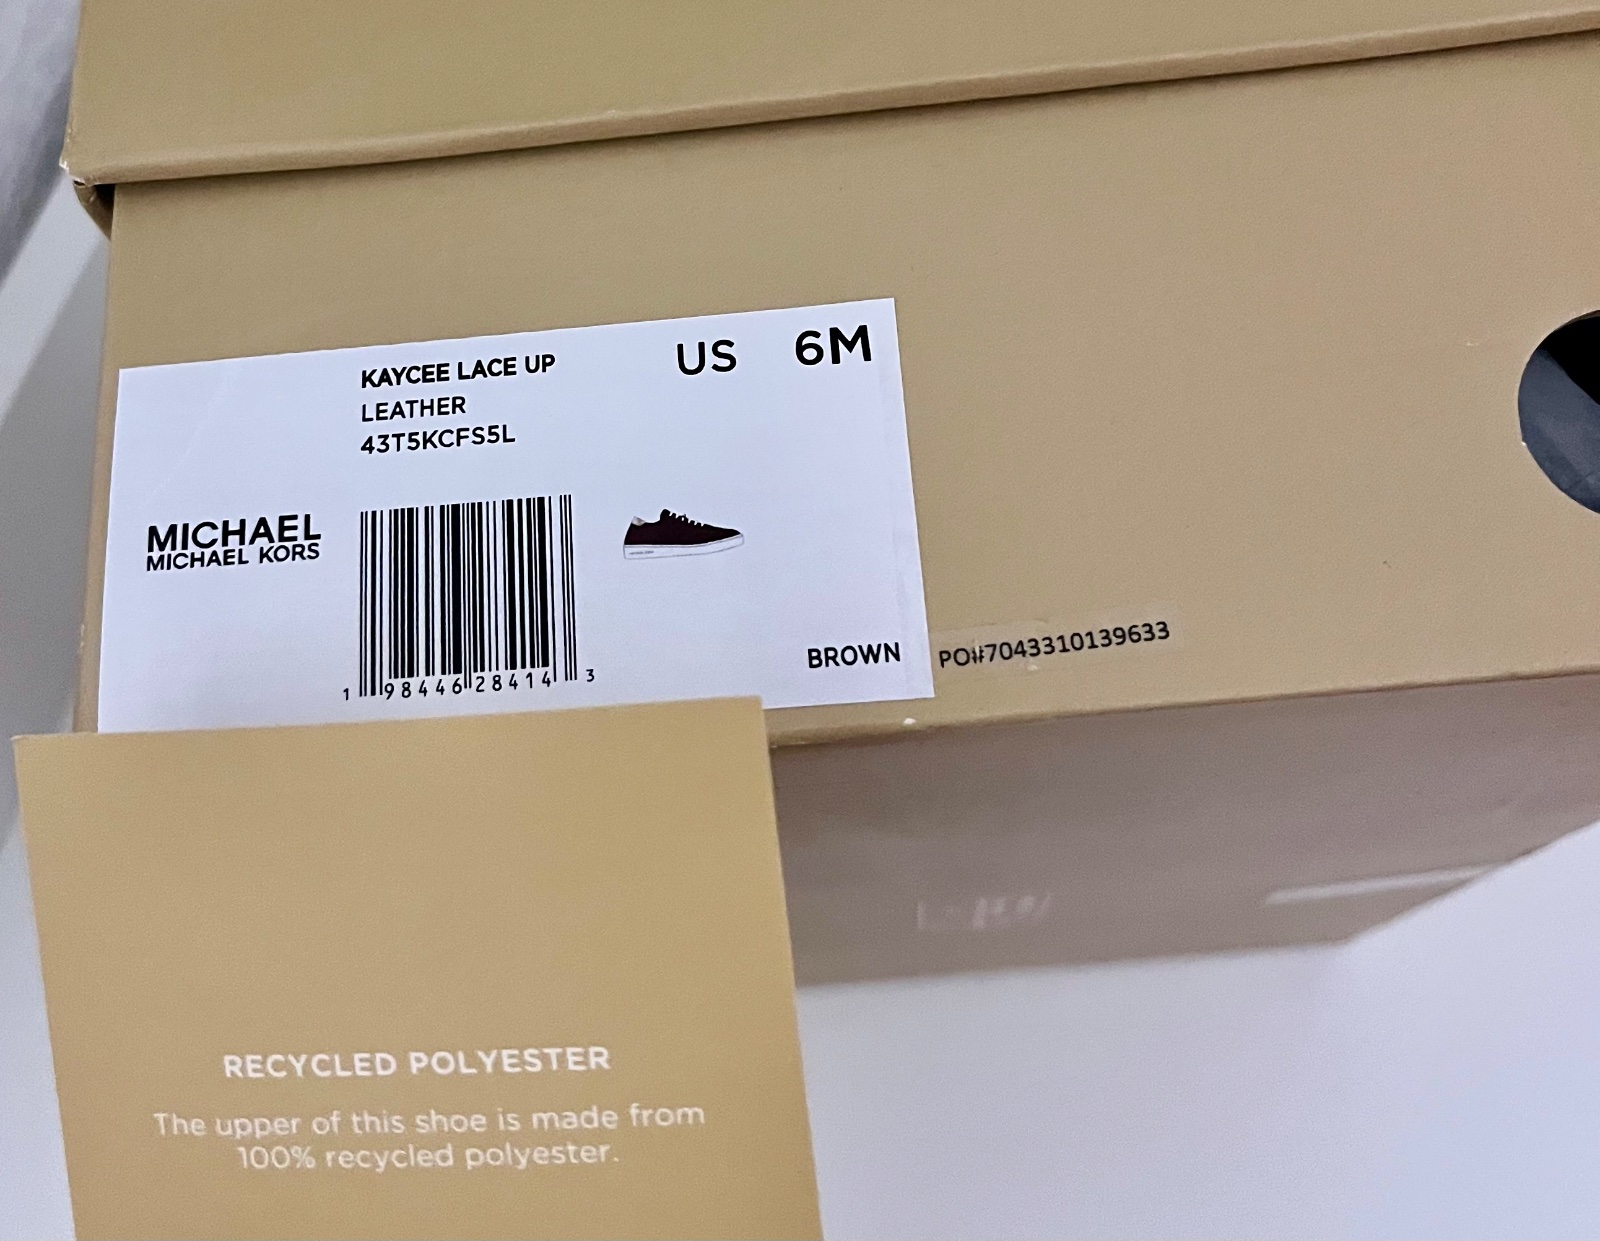 KAYCEE LACE UP
US 6M
LEATHER
43T5KCFS5L
MICHAEL
MICHAEL KORS
1 98446 28414 3
BROWN
PO#7043310139633
RECYCLED POLYESTER
The upper of this shoe is made from
100% recycled polyester.